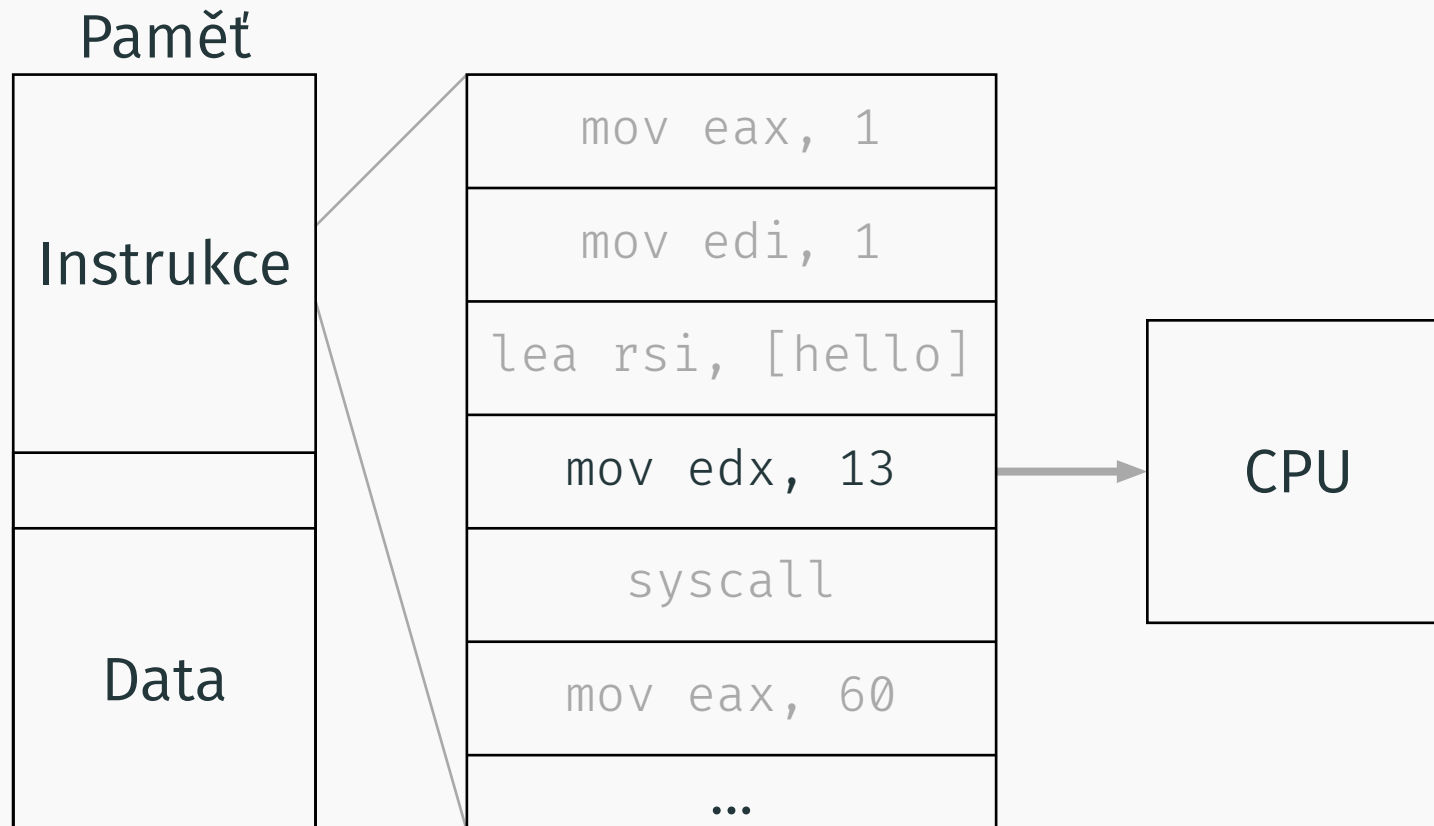 Paměť
Instrukce
Data
mov eax, 1
mov edi, 1
lea rsi, [hello]
mov edx, 13
syscall
mov eax, 60
...
CPU